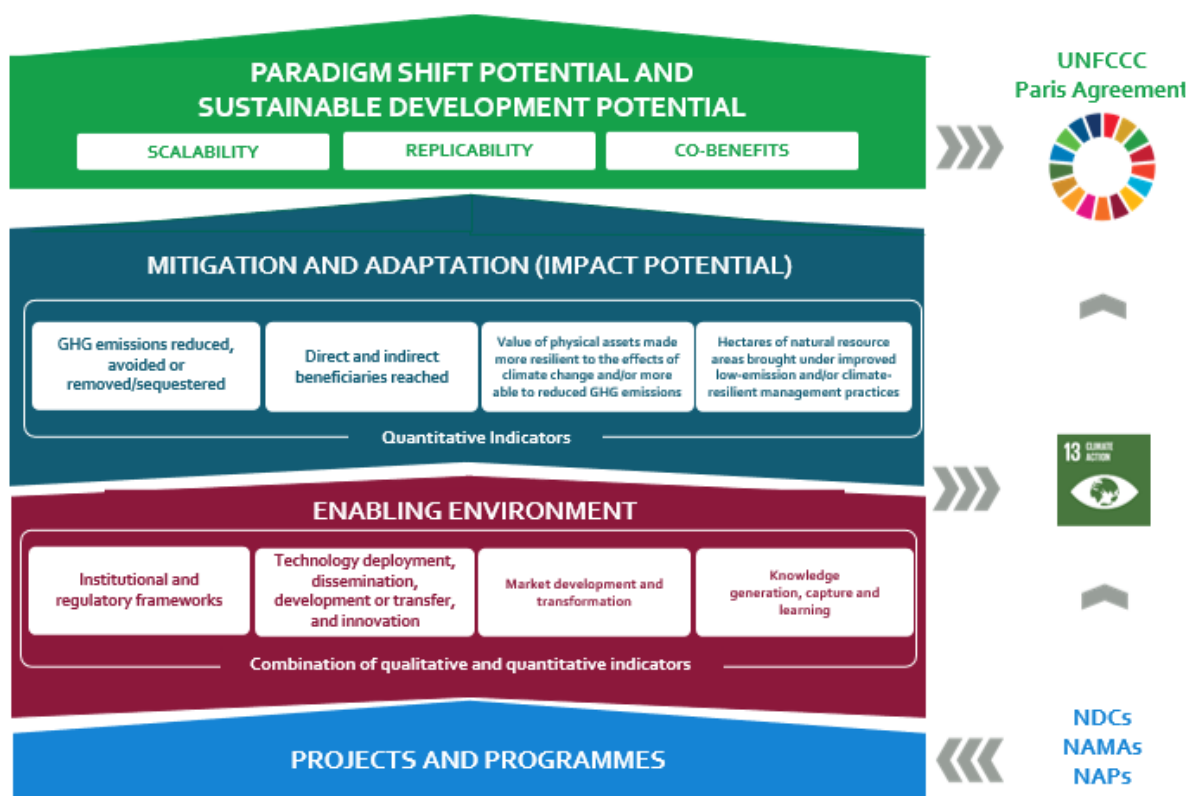 PARADIGM SHIFT POTENTIAL AND
SUSTAINABLE DEVELOPMENT POTENTIAL
SCALABILITY
REPLICABILITY
CO-BENEFITS
UNFCCC
Paris Agreement
MITIGATION AND ADAPTATION (IMPACT POTENTIAL)
GHG emissions reduced,
avoided or
removed/sequestered
Direct and indirect
beneficiaries reached
Value of physical assets made
more resilient to the effects of
climate change and/or more
able to reduced GHG emissions
Hectares of natural resource
areas brought under improved
low-emission and/or climate-
resilient management practices
Quantitative Indicators
13 CLIMATE
ACTION
ENABLING ENVIRONMENT
Institutional and
regulatory frameworks
Technology deployment,
dissemination,
development or transfer,
and innovation
Market development and
transformation
Knowledge
generation, capture and
learning
Combination of qualitative and quantitative indicators
PROJECTS AND PROGRAMMES
NDCs
NAMAs
NAPs